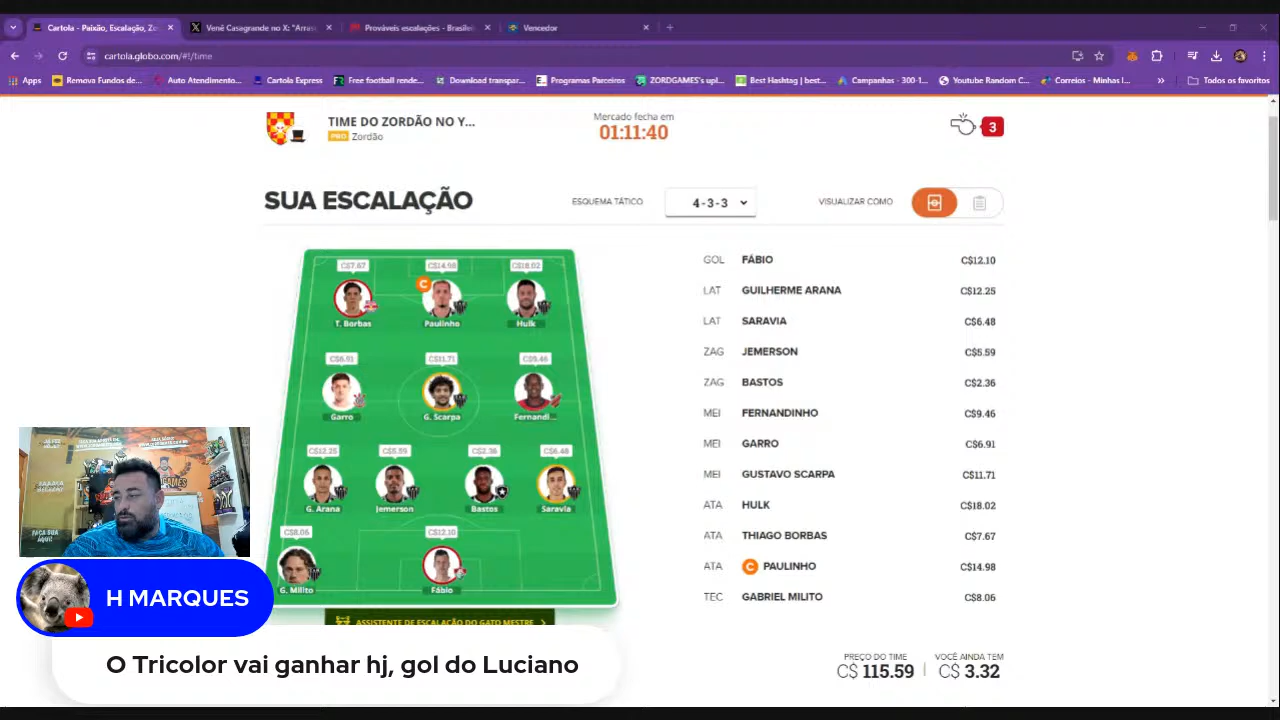 Cartola - Paixão, Escalação, Zo
Venê Casagrande no X: "Arras
Prováveis escalações - Brasileir
Vencedor
cartola.globo.com/#!/time
Apps
Remova Fundos de...
Auto Atendimento...
Cartola Express
Free football rende...
Download transpar...
Programas Parceiros
ZORDGAMES's upl...
Best Hashtag | best...
Campanhas - 300-1...
Youtube Random C...
Correios - Minhas I...
»
Todos os favoritos
TIME DO ZORDÃO NO Y...
PRO Zordão
Mercado fecha em
01:11:40
3
SUA ESCALAÇÃO
ESQUEMA TÁTICO
4-3-3
VISUALIZAR COMO
C$7.67
C$14.98
C$18.02
C
T. Borbas
Paulinho
Hulk
C$6.91
C$11.71
C$9.46
Garro
G. Scarpa
Fernandi...
C$12.25
C$5.59
C$2.36
C$6.48
G. Arana
Jemerson
Bastos
Saravia
C$8.06
C$12.10
G. Milito
Fábio
ASSISTENTE DE ESCALAÇÃO DO GATO MESTRE
GOL FÁBIO C$12.10
LAT GUILHERME ARANA C$12.25
LAT SARAVIA C$6.48
ZAG JEMERSON C$5.59
ZAG BASTOS C$2.36
MEI FERNANDINHO C$9.46
MEI GARRO C$6.91
MEI GUSTAVO SCARPA C$11.71
ATA HULK C$18.02
ATA THIAGO BORBAS C$7.67
ATA C PAULINHO C$14.98
TEC GABRIEL MILITO C$8.06
PREÇO DO TIME
C$ 115.59
VOCÊ AINDA TEM
C$ 3.32
H MARQUES
O Tricolor vai ganhar hj, gol do Luciano